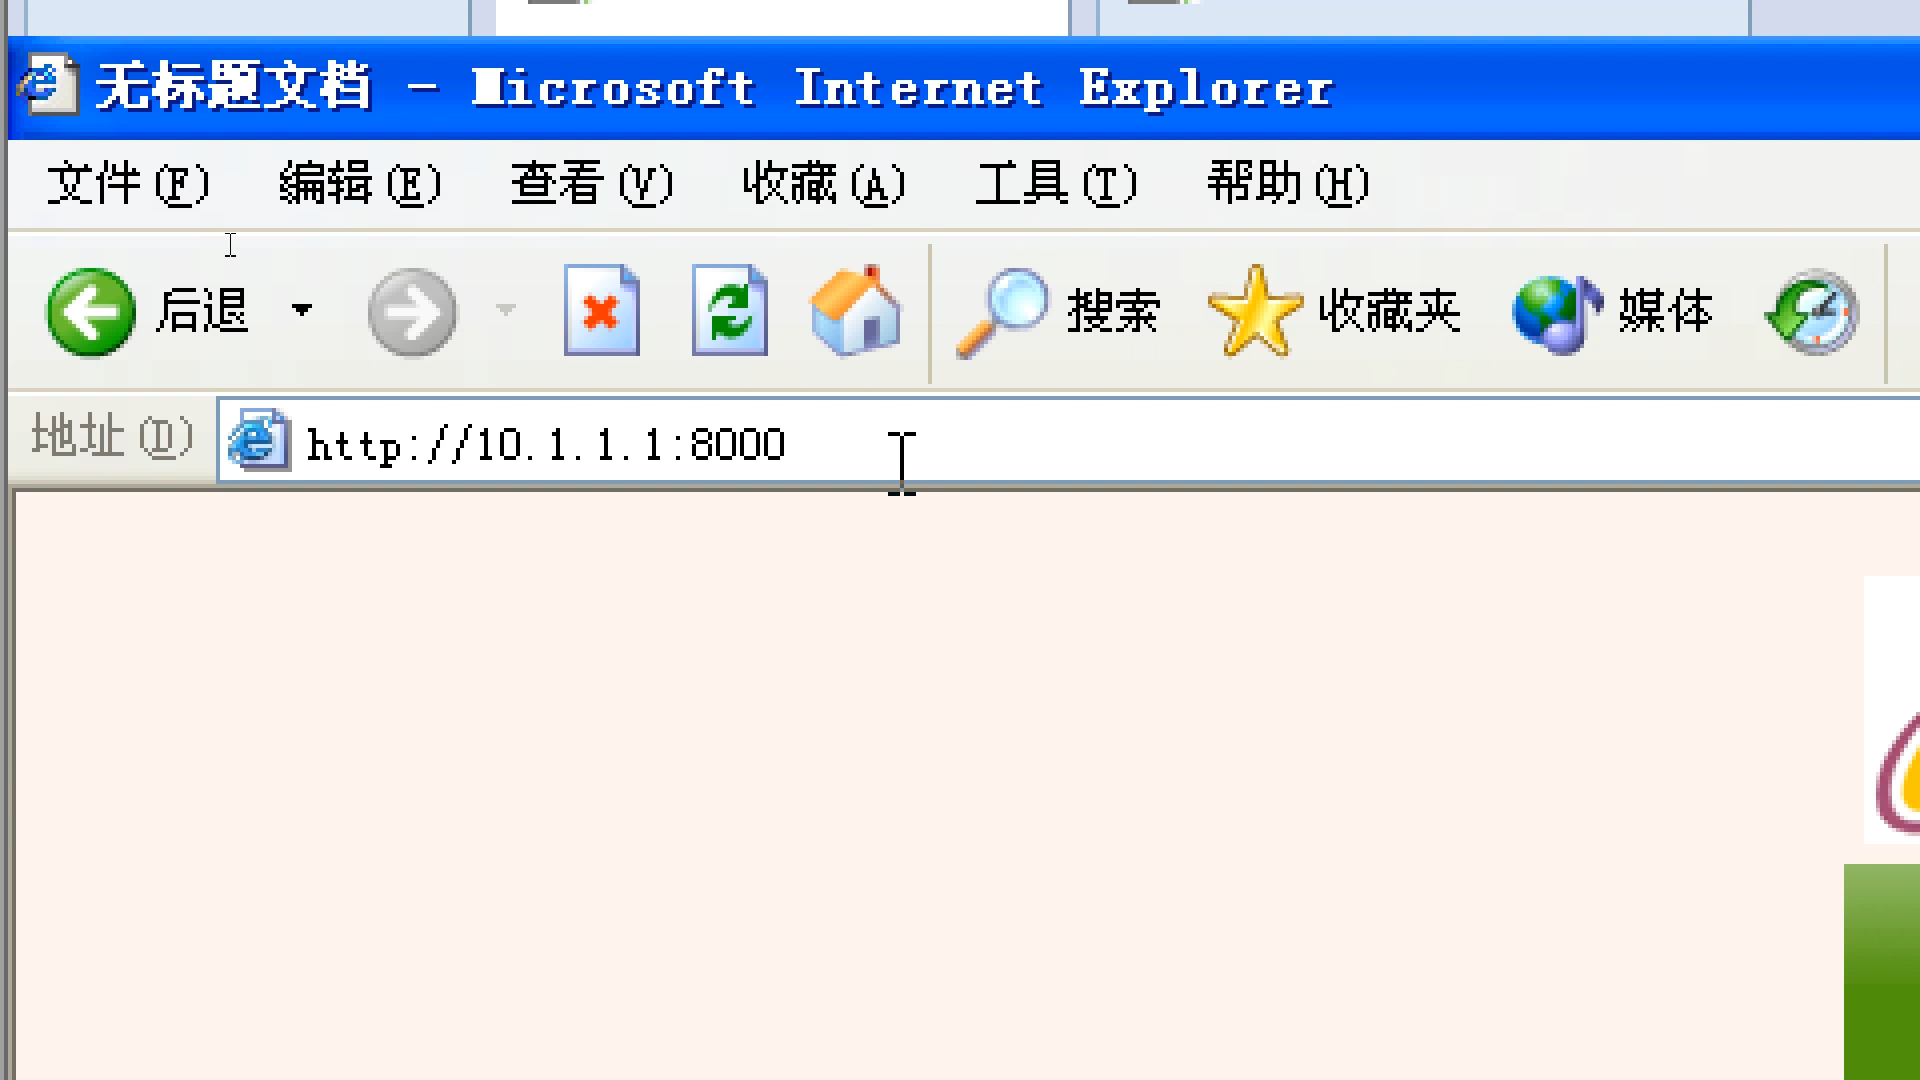 无标题文档 - Microsoft Internet Explorer
文件(F) 编辑(E) 查看(V) 收藏(A) 工具(T) 帮助(H)
后退 搜索 收藏夹 媒体
地址(D) http://10.1.1.1:8000